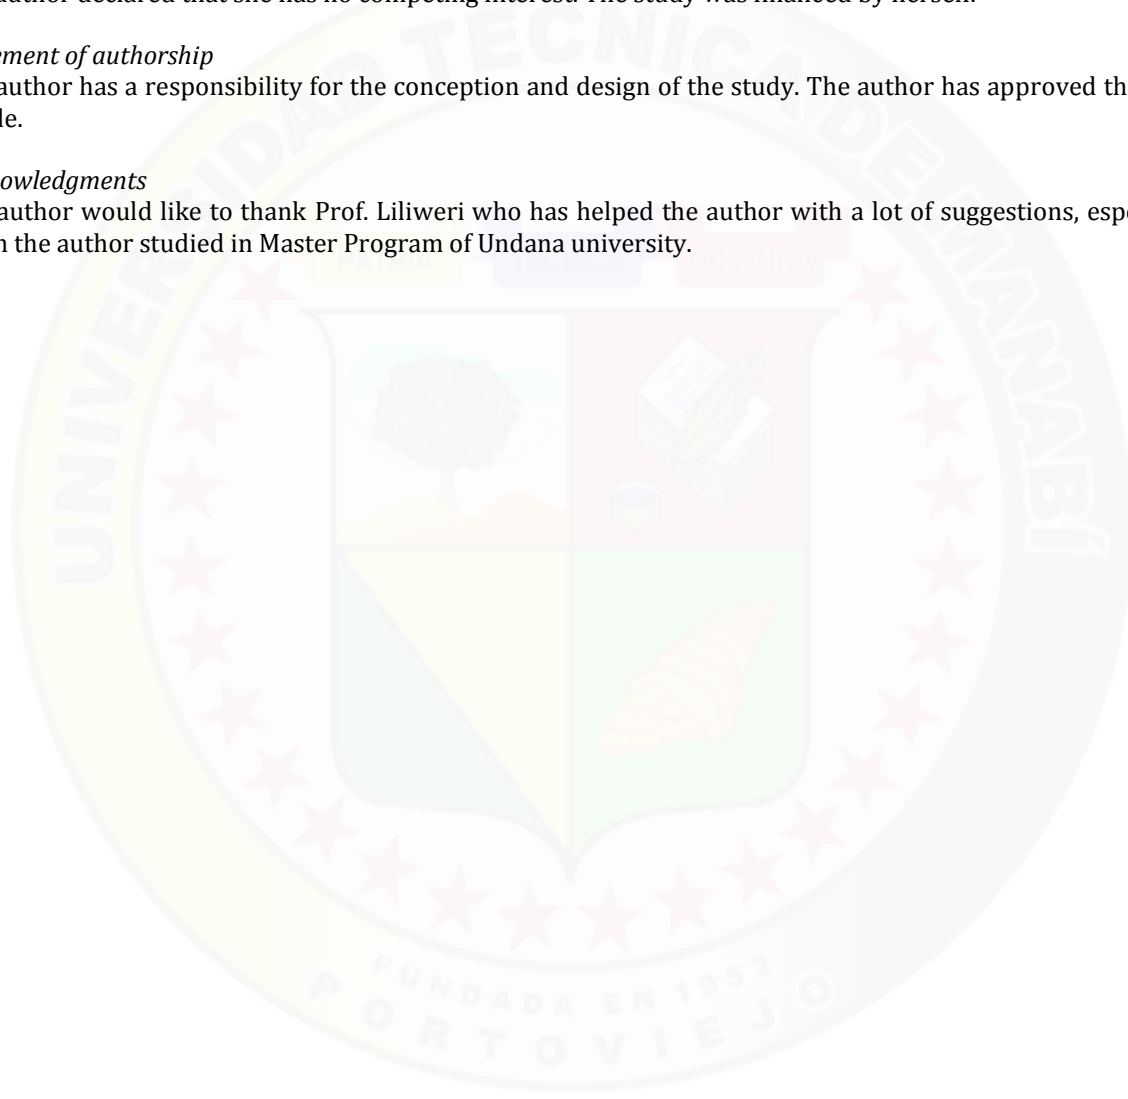 author declared that she has no competing interest. The study was financed by herself.
ement of authorship
author has a responsibility for the conception and design of the study. The author has approved th
le.
owledgments
author would like to thank Prof. Liliweri who has helped the author with a lot of suggestions, espe
n the author studied in Master Program of Undana university.
UNIVERSIDAD TECNICA DE MANABÍ
PATRIA CULTURA
FUNDADA EN 1952
PORTOVIEJO